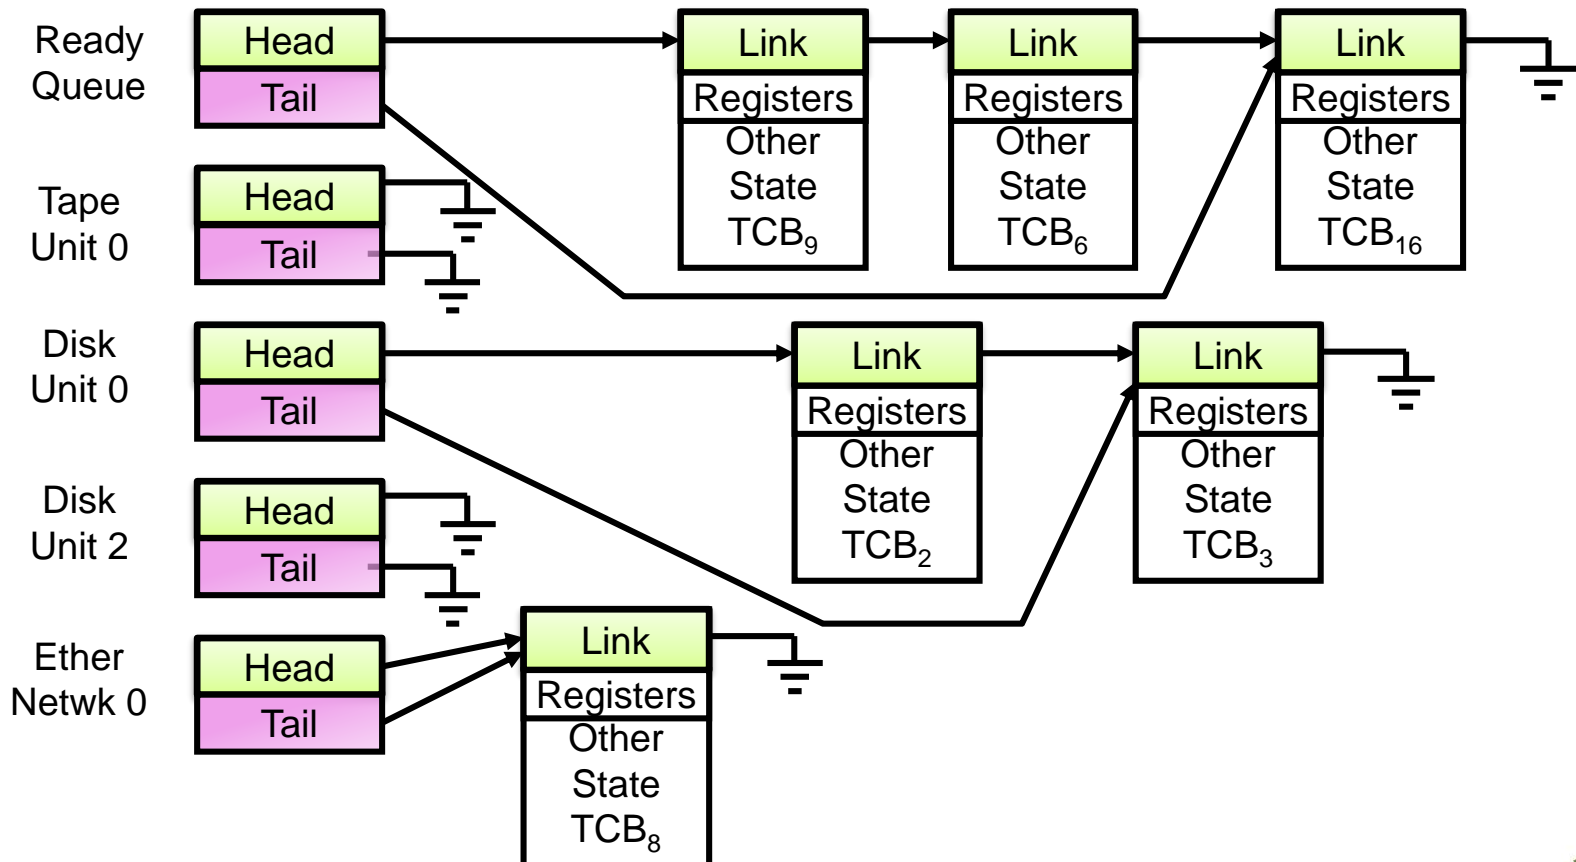 Ready
Queue
Head
Tail
Link
Registers
Other
State
TCB₉
Link
Registers
Other
State
TCB₆
Link
Registers
Other
State
TCB₁₆
Tape
Unit 0
Head
Tail
Disk
Unit 0
Head
Tail
Link
Registers
Other
State
TCB₂
Link
Registers
Other
State
TCB₃
Disk
Unit 2
Head
Tail
Ether
Netwk 0
Head
Tail
Link
Registers
Other
State
TCB₈